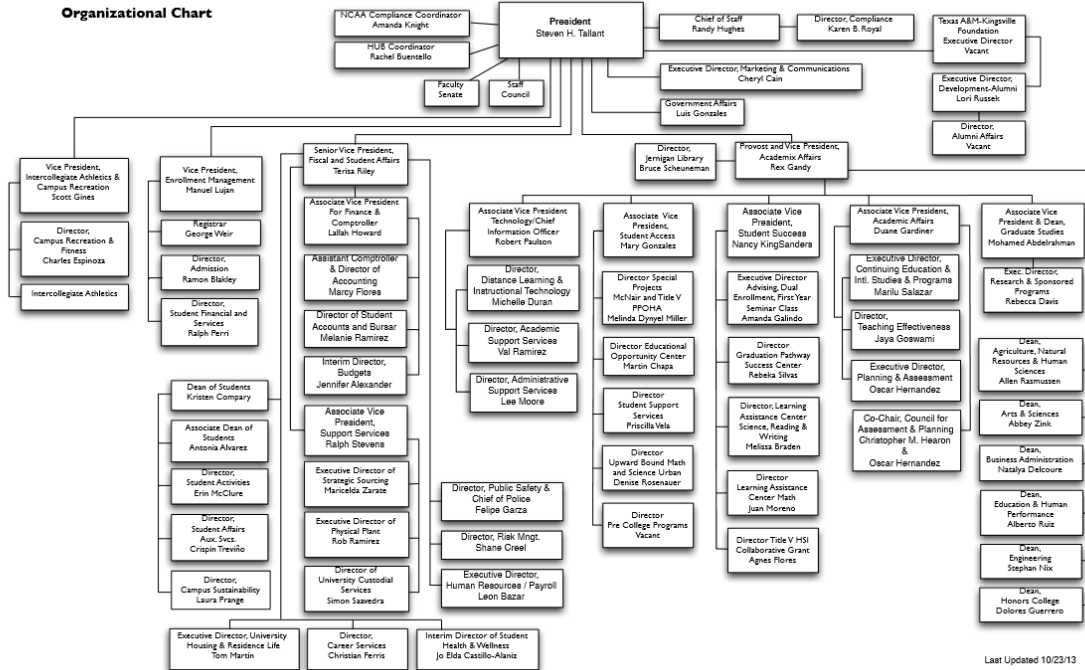 Organizational Chart
NCAA Compliance Coordinator
Amanda Knight
HUB Coordinator
Rachel Buentello
Faculty
Senate
Staff
Council
President
Steven H. Tallant
Chief of Staff
Randy Hughes
Director, Compliance
Karen B. Royal
Executive Director, Marketing & Communications
Cheryl Cain
Government Affairs
Luis Gonzales
Texas A&M-Kingsville
Foundation
Executive Director
Vacant
Executive Director,
Development-Alumni
Lori Russek
Director,
Alumni Affairs
Vacant
Vice President,
Intercollegiate Athletics &
Campus Recreation
Scott Gines
Director,
Campus Recreation &
Fitness
Charles Espinoza
Intercollegiate Athletics
Vice President,
Enrollment Management
Manuel Lujan
Registrar
George Weir
Director,
Admission
Ramon Blakley
Director,
Student Financial and
Services
Ralph Perri
Senior Vice President,
Fiscal and Student Affairs
Terisa Riley
Associate Vice President
For Finance &
Comptroller
Lallah Howard
Assistant Comptroller
& Director of
Accounting
Marcy Flores
Director of Student
Accounts and Bursar
Melanie Ramirez
Interim Director,
Budgets
Jennifer Alexander
Associate Vice
President,
Support Services
Ralph Stevens
Executive Director of
Strategic Sourcing
Maricelda Zarate
Executive Director of
Physical Plant
Rob Ramirez
Director of
University Custodial
Services
Simon Saavedra
Dean of Students
Kristen Compary
Associate Dean of
Students
Antonia Alvarez
Director,
Student Activities
Erin McClure
Director,
Student Affairs
Aux. Svcs.
Crispin Treviño
Director,
Campus Sustainability
Laura Prange
Director, Public Safety &
Chief of Police
Felipe Garza
Director, Risk Mngt.
Shane Creel
Executive Director,
Human Resources / Payroll
Leon Bazar
Executive Director, University
Housing & Residence Life
Tom Martin
Director,
Career Services
Christian Ferris
Interim Director of Student
Health & Wellness
Jo Elda Castillo-Alaniz
Director,
Jernigan Library
Bruce Scheuneman
Provost and Vice President,
Academix Affairs
Rex Gandy
Associate Vice President
Technology/Chief
Information Officer
Robert Paulson
Director,
Distance Learning &
Instructional Technology
Michelle Duran
Director, Academic
Support Services
Val Ramirez
Director, Administrative
Support Services
Lee Moore
Associate Vice
President,
Student Access
Mary Gonzalez
Director Special
Projects
McNair and Title V
PPOHA
Melinda Dynyel Miller
Director Educational
Opportunity Center
Martin Chapa
Director
Student Support
Services
Priscilla Vela
Director
Upward Bound Math
and Science Urban
Denise Rosenauer
Director
Pre College Programs
Vacant
Associate Vice
President,
Student Success
Nancy KingSanders
Executive Director
Advising, Dual
Enrollment, First Year
Seminar Class
Amanda Galindo
Director
Graduation Pathway
Success Center
Rebeka Silvas
Director, Learning
Assistance Center
Science, Reading &
Writing
Melissa Braden
Director
Learning Assistance
Center Math
Juan Moreno
Director Title V HSI
Collaborative Grant
Agnes Flores
Associate Vice President,
Academic Affairs
Duane Gardiner
Executive Director,
Continuing Education &
Intl. Studies & Programs
Marilu Salazar
Director,
Teaching Effectiveness
Jaya Goswami
Executive Director,
Planning & Assessment
Oscar Hernandez
Co-Chair, Council for
Assessment & Planning
Christopher M. Hearon
&
Oscar Hernandez
Associate Vice
President & Dean,
Graduate Studies
Mohamed Abdelrahman
Exec. Director,
Research & Sponsored
Programs
Rebecca Davis
Dean,
Agriculture, Natural
Resources & Human
Sciences
Allen Rasmussen
Dean,
Arts & Sciences
Abbey Zink
Dean,
Business Administration
Natalya Delcoure
Dean,
Education & Human
Performance
Alberto Ruiz
Dean,
Engineering
Stephan Nix
Dean,
Honors College
Dolores Guerrero
Last Updated 10/23/13